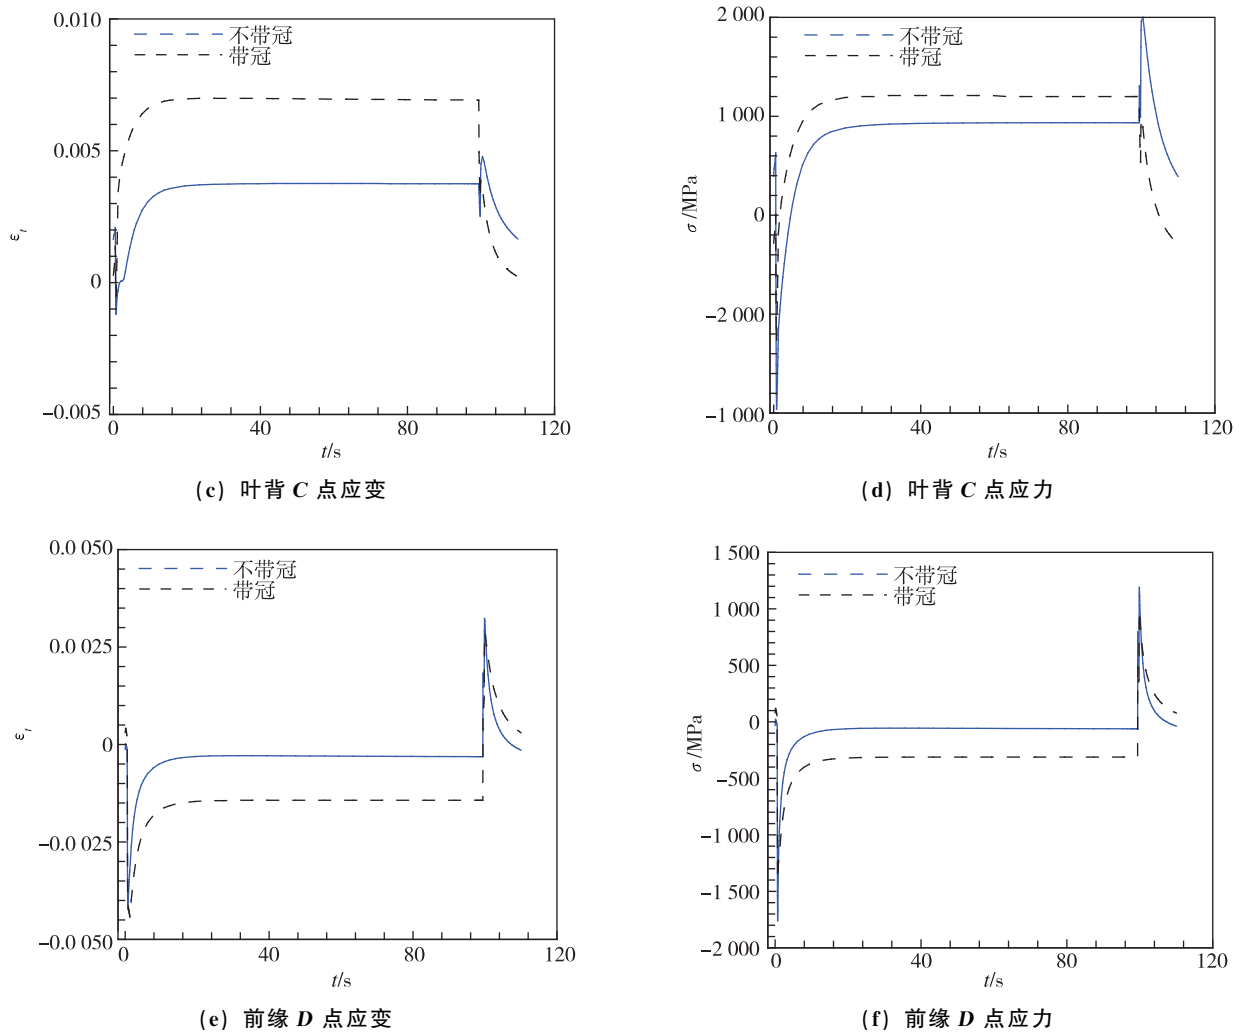 0.010
0.005
0
-0.005
ε_t
不带冠
带冠
0
40
80
120
t/s
(c) 叶背 C 点应变
2 000
1 000
0
-2 000
-1 000
σ/MPa
不带冠
带冠
0
40
80
120
t/s
(d) 叶背 C 点应力
0.0 050
0.0 025
0
-0.0 025
-0.0 050
ε_t
不带冠
带冠
0
40
80
120
t/s
(e) 前缘 D 点应变
1 500
1 000
500
0
-500
-1 000
-1 500
-2 000
σ/MPa
不带冠
带冠
0
40
80
120
t/s
(f) 前缘 D 点应力